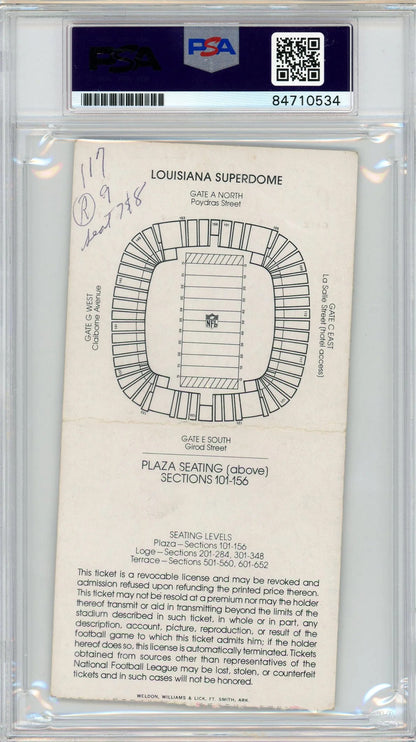 PSA
PSA
84710534
117
R 9
seat 7&8
LOUISIANA SUPERDOME
GATE A NORTH
Poydras Street
GATE G WEST
Claiborne Avenue
GATE C EAST
La Salle Street (hotel access)
NFL
GATE E SOUTH
Girod Street
PLAZA SEATING (above)
SECTIONS 101-156
SEATING LEVELS
Plaza – Sections 101-156
Loge – Sections 201-284, 301-348
Terrace – Sections 501-560, 601-652
This ticket is a revocable license and may be revoked and
admission refused upon refunding the printed price thereon.
This ticket may not be resold at a premium nor may the holder
thereof transmit or aid in transmitting beyond the limits of the
stadium described in such ticket, in whole or in part, any
description, account, picture, reproduction, or result of the
football game to which this ticket admits him; if the holder
hereof does so, this license is automatically terminated. Tickets
obtained from sources other than representatives of the
National Football League may be lost, stolen, or counterfeit
tickets and in such cases will not be honored.
WELDON, WILLIAMS & LICK, FT. SMITH, ARK.